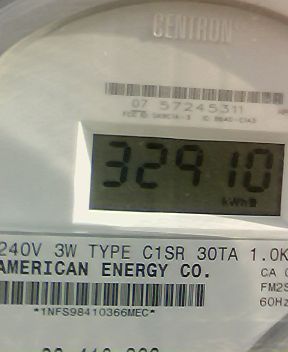 CENTRON
07 57245311
32910
kWh
240V 3W TYPE C1SR 30TA 1.0K
AMERICAN ENERGY CO.
CA
FM2S
60Hz
*1NFS98410366MEC*